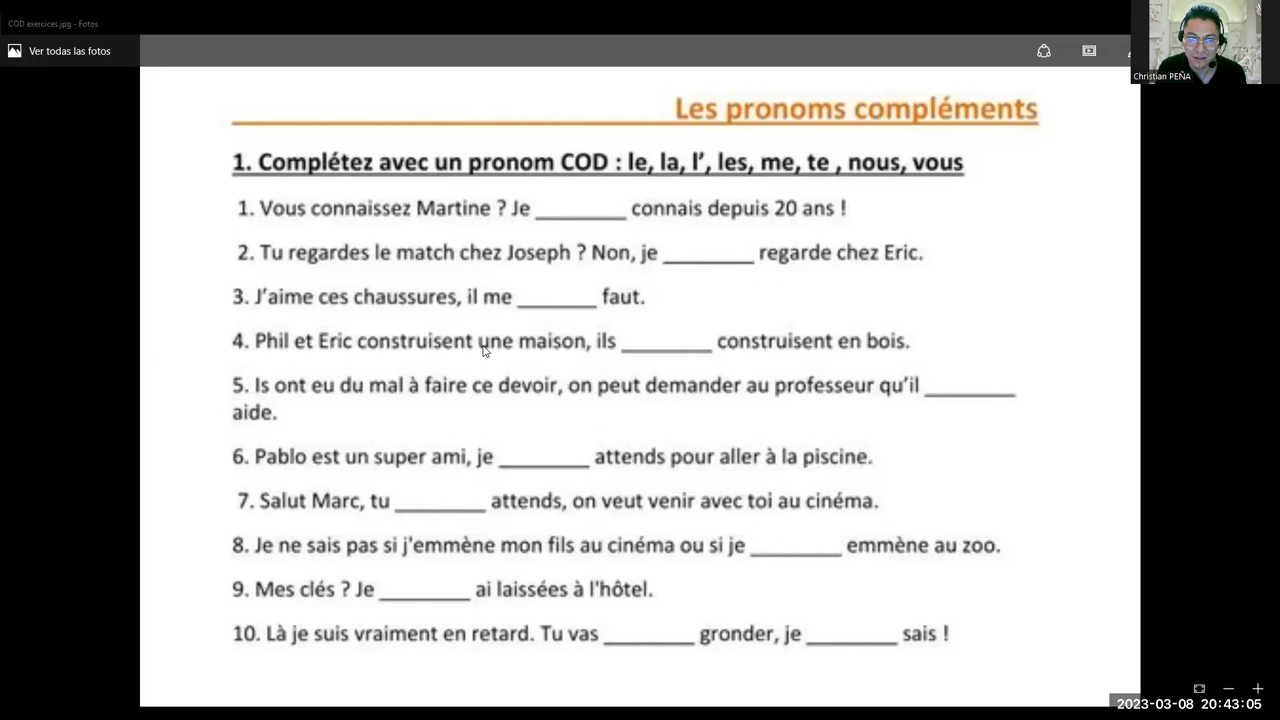 COD exercices.jpg - Fotos
Ver todas las fotos
Christian PEÑA
Les pronoms compléments
1. Complétez avec un pronom COD : le, la, l’, les, me, te , nous, vous
1. Vous connaissez Martine ? Je _________ connais depuis 20 ans !
2. Tu regardes le match chez Joseph ? Non, je _________ regarde chez Eric.
3. J’aime ces chaussures, il me ________ faut.
4. Phil et Eric construisent une maison, ils _________ construisent en bois.
5. Is ont eu du mal à faire ce devoir, on peut demander au professeur qu’il _________
aide.
6. Pablo est un super ami, je _________ attends pour aller à la piscine.
7. Salut Marc, tu _________ attends, on veut venir avec toi au cinéma.
8. Je ne sais pas si j'emmène mon fils au cinéma ou si je _________ emmène au zoo.
9. Mes clés ? Je _________ ai laissées à l'hôtel.
10. Là je suis vraiment en retard. Tu vas _________ gronder, je _________ sais !
2023-03-08 20:43:05